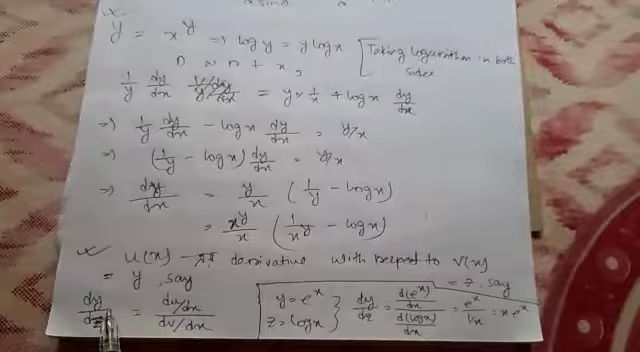 y = x^y ⇒ log y = y log x [Taking logarithm in both sides
D w r t x,
1/y dy/dx = y × 1/x + log x dy/dx
⇒ 1/y dy/dx - log x dy/dx = y/x
⇒ (1/y - log x) dy/dx = y/x
⇒ dy/dx = y/x (1/y - log x)
= x^y/x (1/x^y - log x)
u(x) - এর derivative with respect to v(x)
= y, say = z, say
dy/dz = du/dx / dv/dx
y = e^x
z = log x } dy/dz = d(e^x)/dx / d(log x)/dx = e^x / 1/x = x e^x